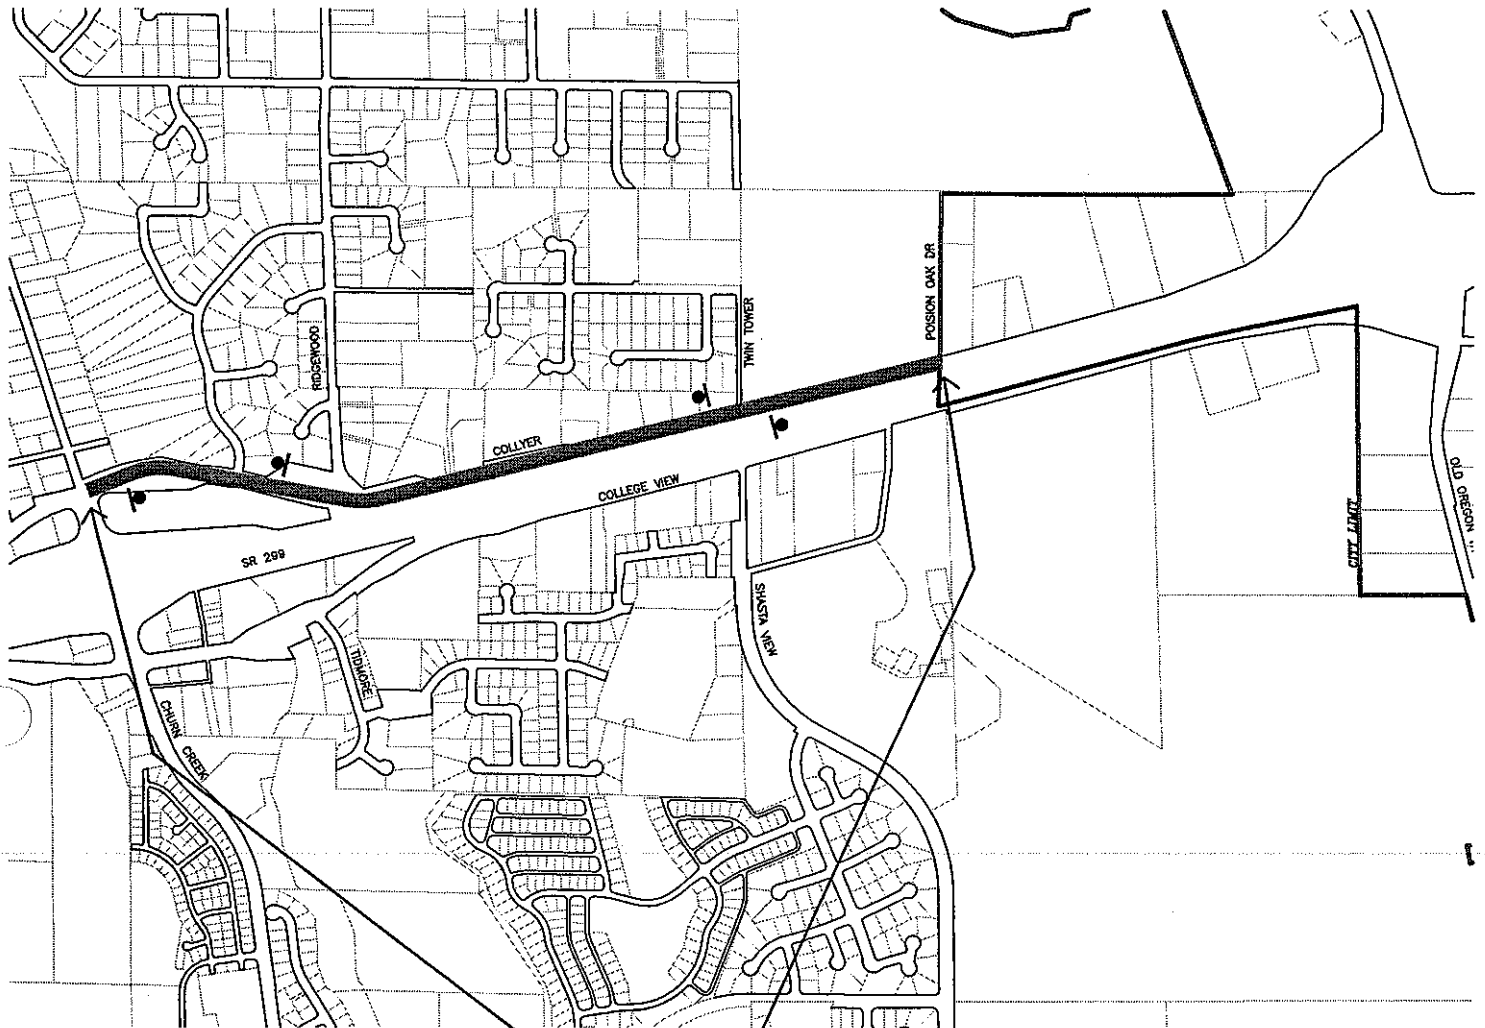 POSION OAK DR
TWIN TOWER
RIDGEWOOD
COLLYER
COLLEGE VIEW
OLD OREGON
CITY LIMIT
SR 299
SHASTA VIEW
TIDMORE
CHURN CREEK